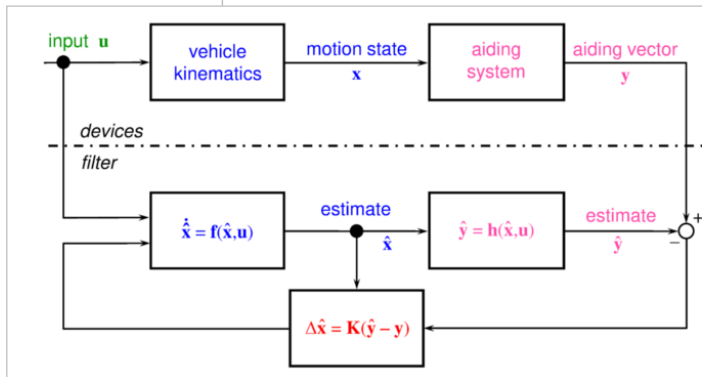 input u
vehicle
kinematics
motion state
x
aiding
system
aiding vector
y
devices
filter
+
−
x̂̇ = f(x̂,u)
estimate
x̂
ŷ = h(x̂,u)
estimate
ŷ
Δx̂ = K(ŷ − y)